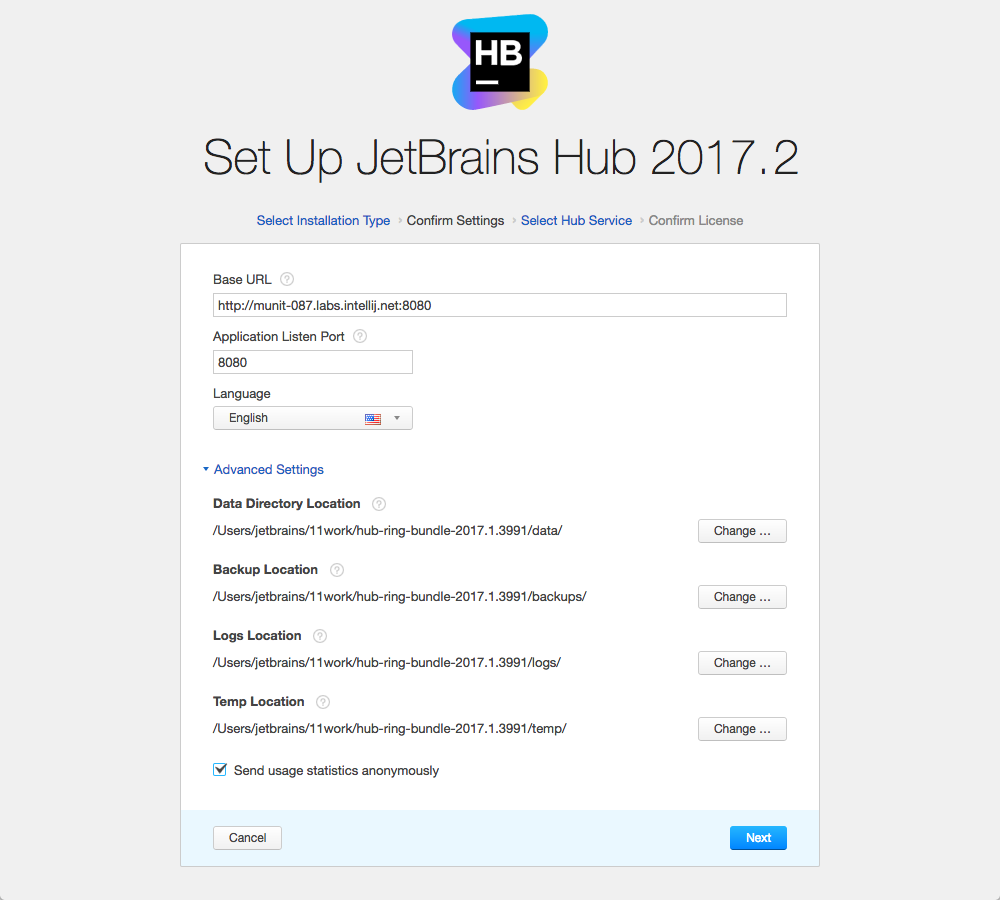 HB
Set Up JetBrains Hub 2017.2
Select Installation Type › Confirm Settings › Select Hub Service › Confirm License
Base URL ?
http://munit-087.labs.intellij.net:8080
Application Listen Port ?
8080
Language
English
Advanced Settings
Data Directory Location ?
/Users/jetbrains/11work/hub-ring-bundle-2017.1.3991/data/ Change ...
Backup Location ?
/Users/jetbrains/11work/hub-ring-bundle-2017.1.3991/backups/ Change ...
Logs Location ?
/Users/jetbrains/11work/hub-ring-bundle-2017.1.3991/logs/ Change ...
Temp Location ?
/Users/jetbrains/11work/hub-ring-bundle-2017.1.3991/temp/ Change ...
Send usage statistics anonymously
Cancel Next